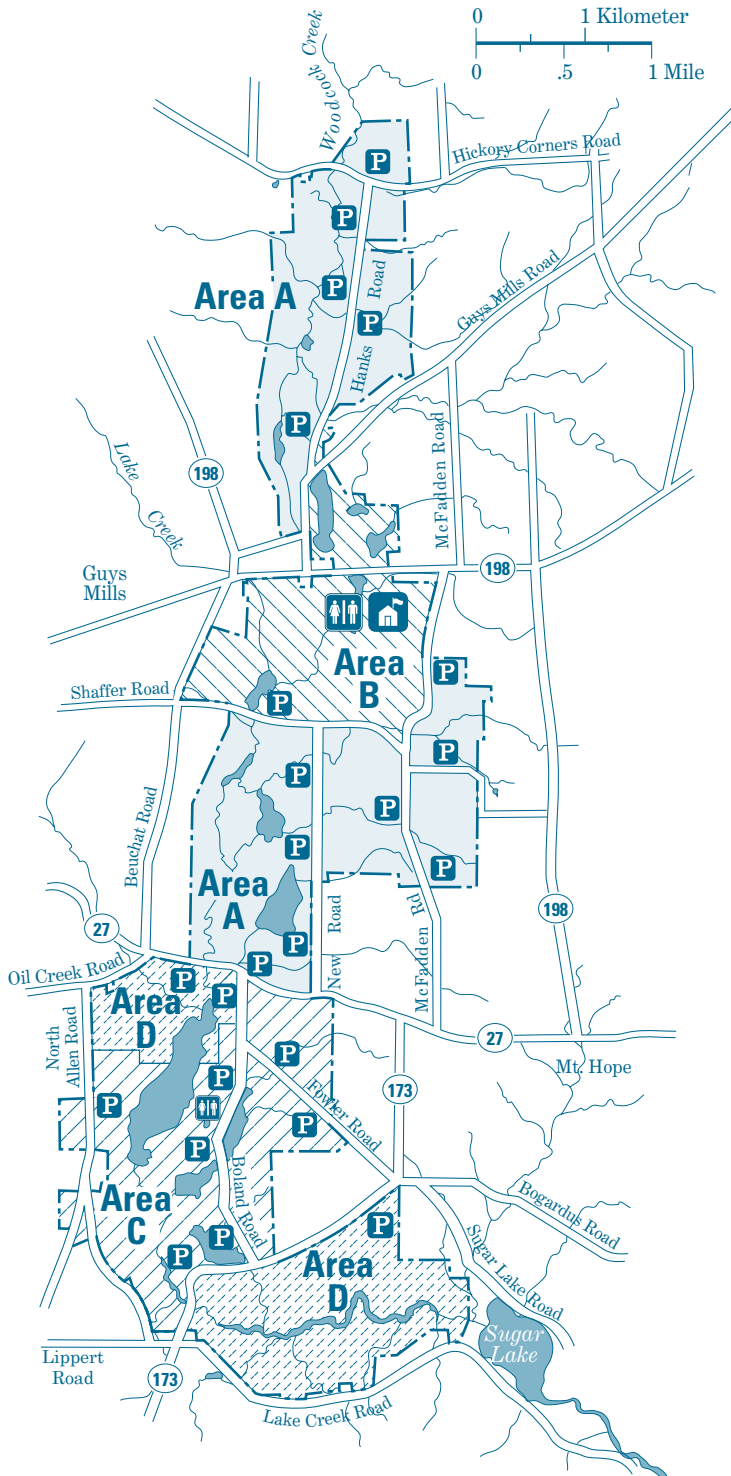 0 1 Kilometer
0 .5 1 Mile
Woodcock Creek
P
Hickory Corners Road
P
Area A
P
Hanks Road
P
Guys Mills Road
P
Lake Creek
198
McFadden Road
Guys Mills
198
Area B
Shaffer Road
P
P
P
P
P
P
P
Beuchat Road
Area A
New Road
McFadden Rd
198
27
P
P
Oil Creek Road
P
P
Area D
North Allen Road
27
Mt. Hope
P
P
P
Fowler Road
173
P
P
Boland Road
Area C
Bogardus Road
P
P
P
Sugar Lake Road
Area D
Sugar Lake
Lippert Road
173
Lake Creek Road